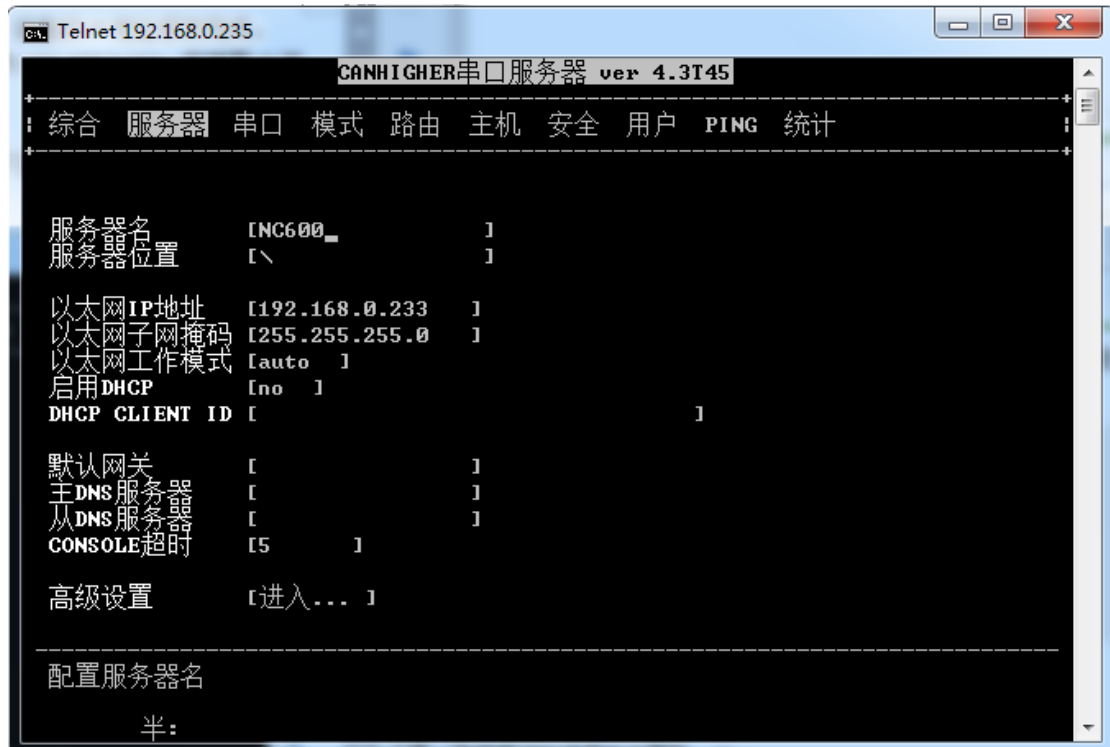 Telnet 192.168.0.235
CANHIGHER串口服务器 ver 4.3T45
综合 服务器 串口 模式 路由 主机 安全 用户 PING 统计
服务器名 [NC600_ ]
服务器位置 [\ ]
以太网IP地址 [192.168.0.233 ]
以太网子网掩码 [255.255.255.0 ]
以太网工作模式 [auto ]
启用DHCP [no ]
DHCP CLIENT ID [ ]
默认网关 [ ]
主DNS服务器 [ ]
从DNS服务器 [ ]
CONSOLE超时 [5 ]
高级设置 [进入... ]
配置服务器名
半: